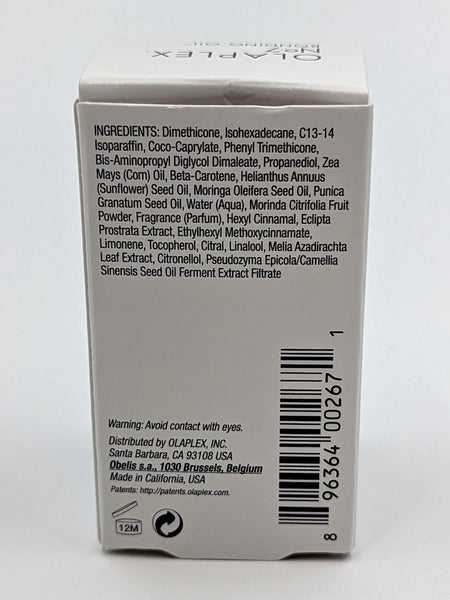 OLAPLEX.
Nº.7
BONDING OIL
INGREDIENTS: Dimethicone, Isohexadecane, C13-14
Isoparaffin, Coco-Caprylate, Phenyl Trimethicone,
Bis-Aminopropyl Diglycol Dimaleate, Propanediol, Zea
Mays (Corn) Oil, Beta-Carotene, Helianthus Annuus
(Sunflower) Seed Oil, Moringa Oleifera Seed Oil, Punica
Granatum Seed Oil, Water (Aqua), Morinda Citrifolia Fruit
Powder, Fragrance (Parfum), Hexyl Cinnamal, Eclipta
Prostrata Extract, Ethylhexyl Methoxycinnamate,
Limonene, Tocopherol, Citral, Linalool, Melia Azadirachta
Leaf Extract, Citronellol, Pseudozyma Epicola/Camellia
Sinensis Seed Oil Ferment Extract Filtrate
Warning: Avoid contact with eyes.
Distributed by OLAPLEX, INC.
Santa Barbara, CA 93108 USA
Obelis s.a., 1030 Brussels, Belgium
Made in California, USA
Patents: http://patents.olaplex.com.
12M
8 96364 00267 1